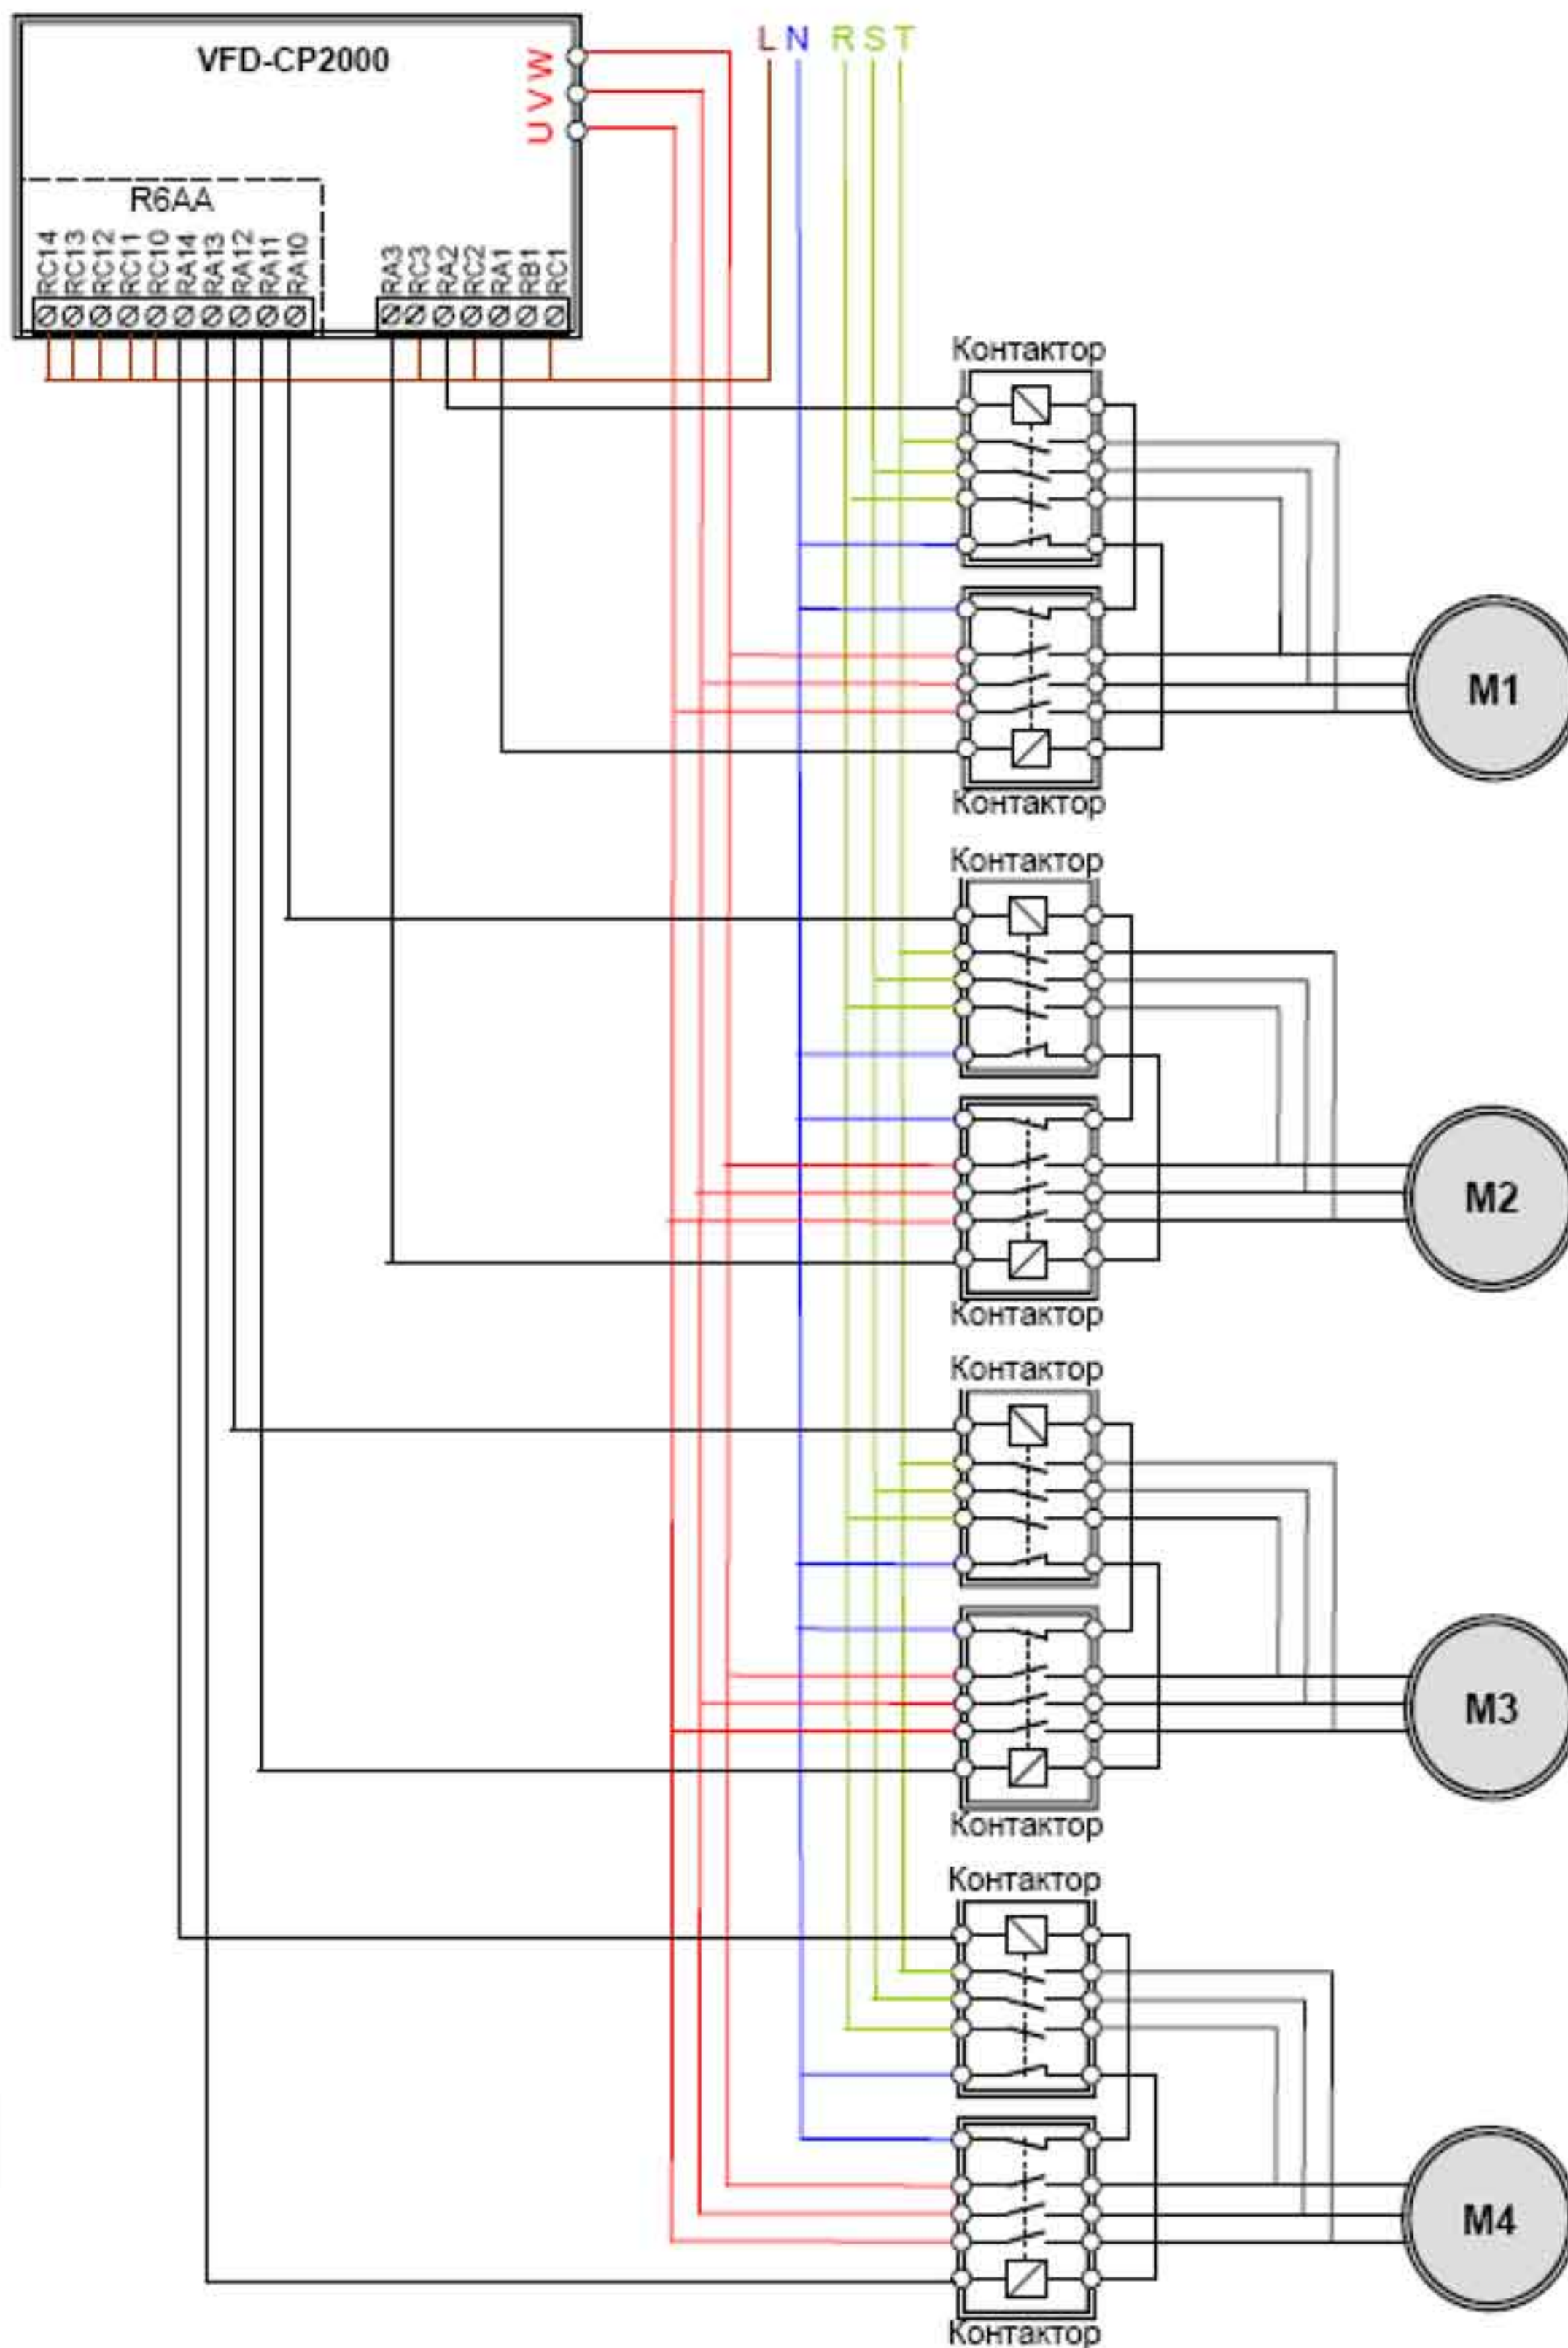 VFD-CP2000
W
V
U
L N R S T
R6AA
RC14
RC13
RC12
RC11
RC10
RA14
RA13
RA12
RA11
RA10
RA3
RC3
RA2
RC2
RA1
RB1
RC1
Контактор
M1
Контактор
Контактор
M2
Контактор
Контактор
M3
Контактор
Контактор
M4
Контактор